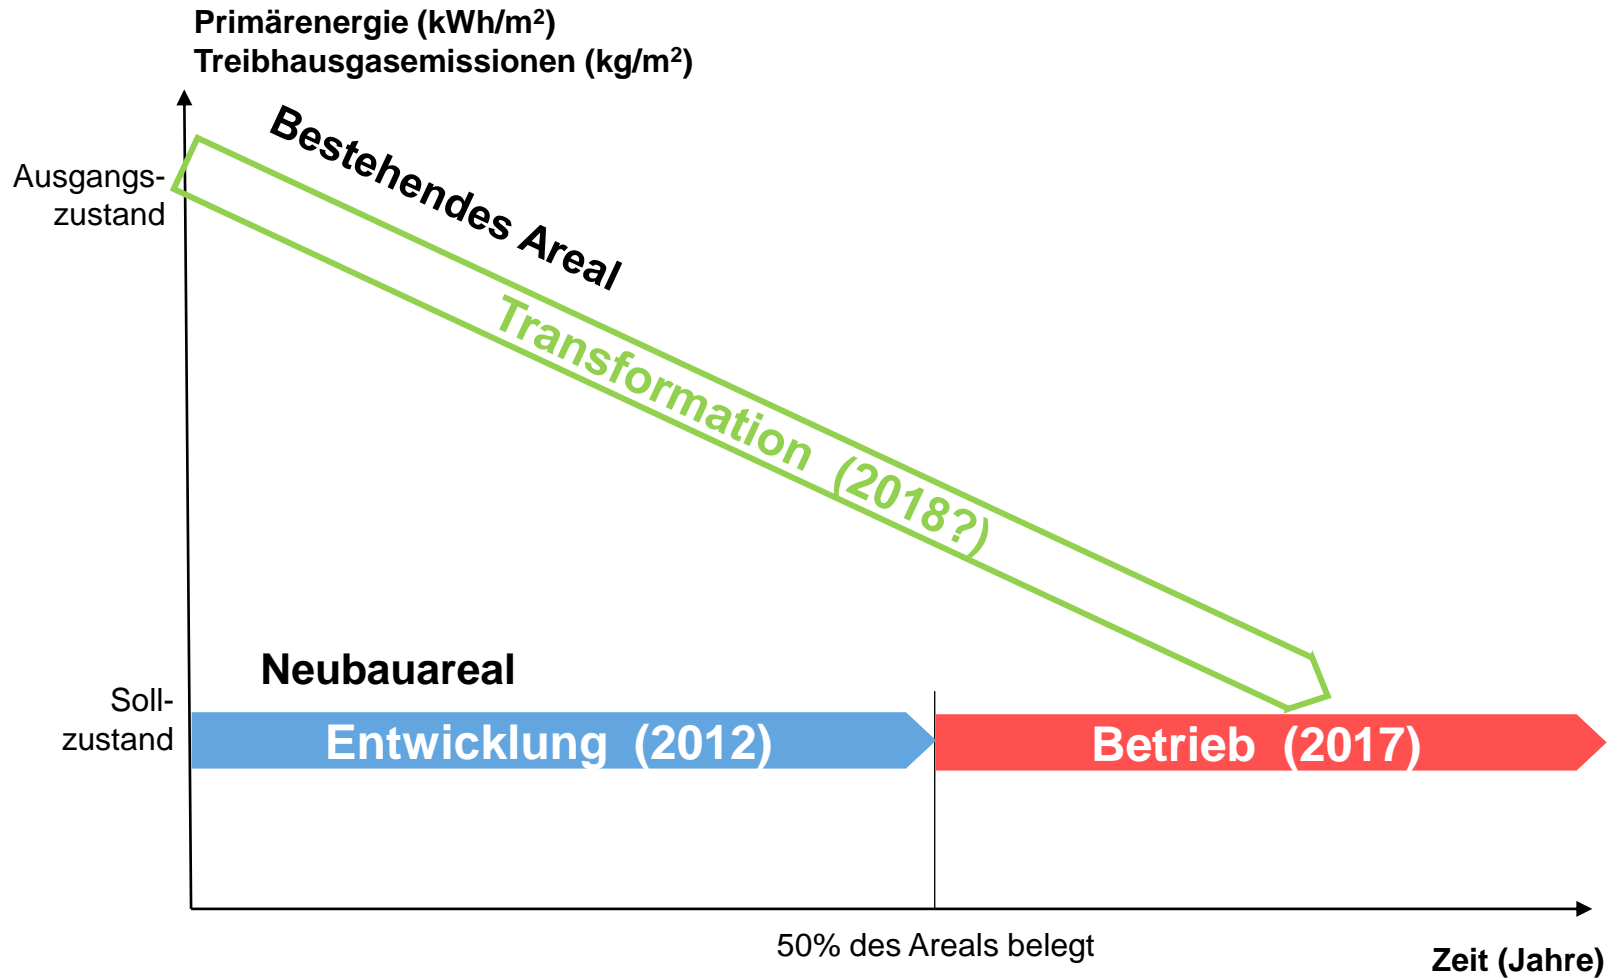 Primärenergie (kWh/m²)
Treibhausgasemissionen (kg/m²)
Bestehendes Areal
Ausgangs-
zustand
Transformation (2018?)
Neubauareal
Soll-
zustand
Entwicklung (2012)
Betrieb (2017)
50% des Areals belegt
Zeit (Jahre)